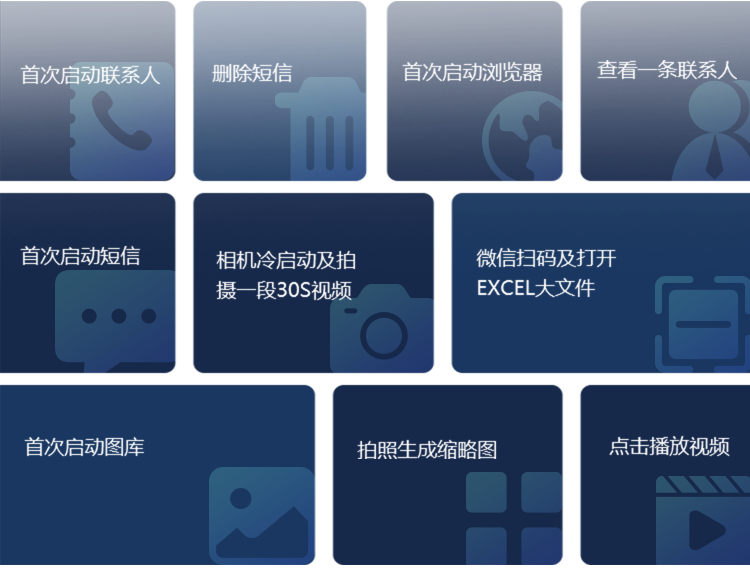 首次启动联系人
删除短信
首次启动浏览器
查看一条联系人
首次启动短信
相机冷启动及拍
摄一段30S视频
微信扫码及打开
EXCEL大文件
首次启动图库
拍照生成缩略图
点击播放视频